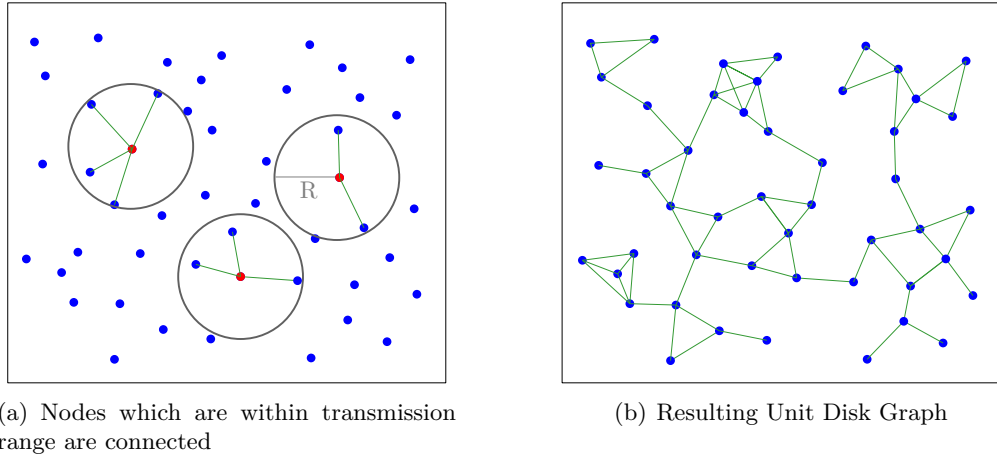 R
(a) Nodes which are within transmission
range are connected
(b) Resulting Unit Disk Graph